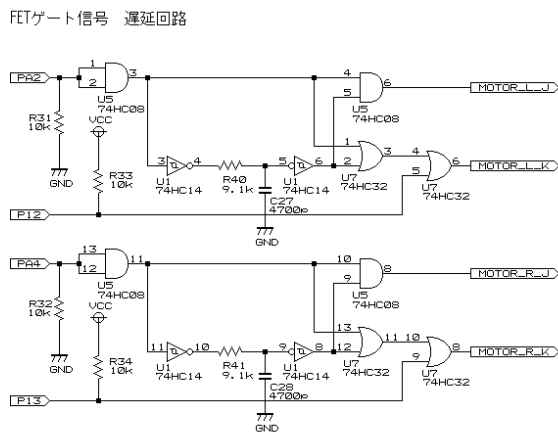 FETゲート信号 遅延回路
PA2
1
2
3
U5
74HC08
4
5
6
MOTOR_L_J
U5
74HC08
R31
10k
VCC
GND
R33
10k
3
4
U1
74HC14
R40
9.1k
5
6
U1
74HC14
C27
4700p
GND
1
2
3
U7
74HC32
4
5
6
MOTOR_L_K
U7
74HC32
P12
PA4
13
12
11
U5
74HC08
10
9
8
MOTOR_R_J
U5
74HC08
R32
10k
VCC
GND
R34
10k
11
10
U1
74HC14
R41
9.1k
9
8
U1
74HC14
C28
4700p
GND
13
12
11
U7
74HC32
10
9
8
MOTOR_R_K
U7
74HC32
P13